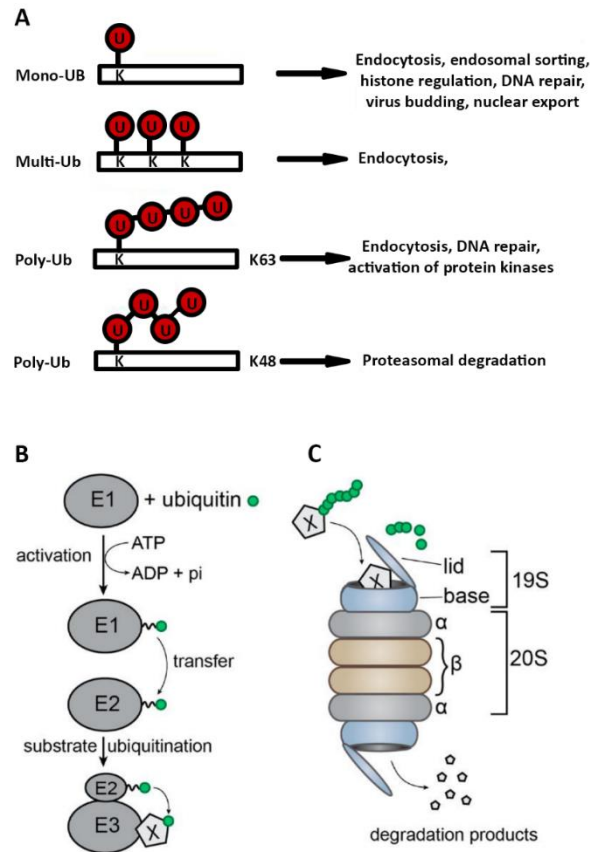 A
U
Mono-UB
K
Endocytosis, endosomal sorting,
histone regulation, DNA repair,
virus budding, nuclear export
U U U
Multi-Ub
K K K
Endocytosis,
U U U U
Poly-Ub
K
K63
Endocytosis, DNA repair,
activation of protein kinases
U U U U
Poly-Ub
K
K48
Proteasomal degradation
B
E1 + ubiquitin
activation
ATP
ADP + pi
E1
transfer
E2
substrate ubiquitination
E2
E3
X
C
X
X
lid
base
19S
α
β
α
20S
degradation products